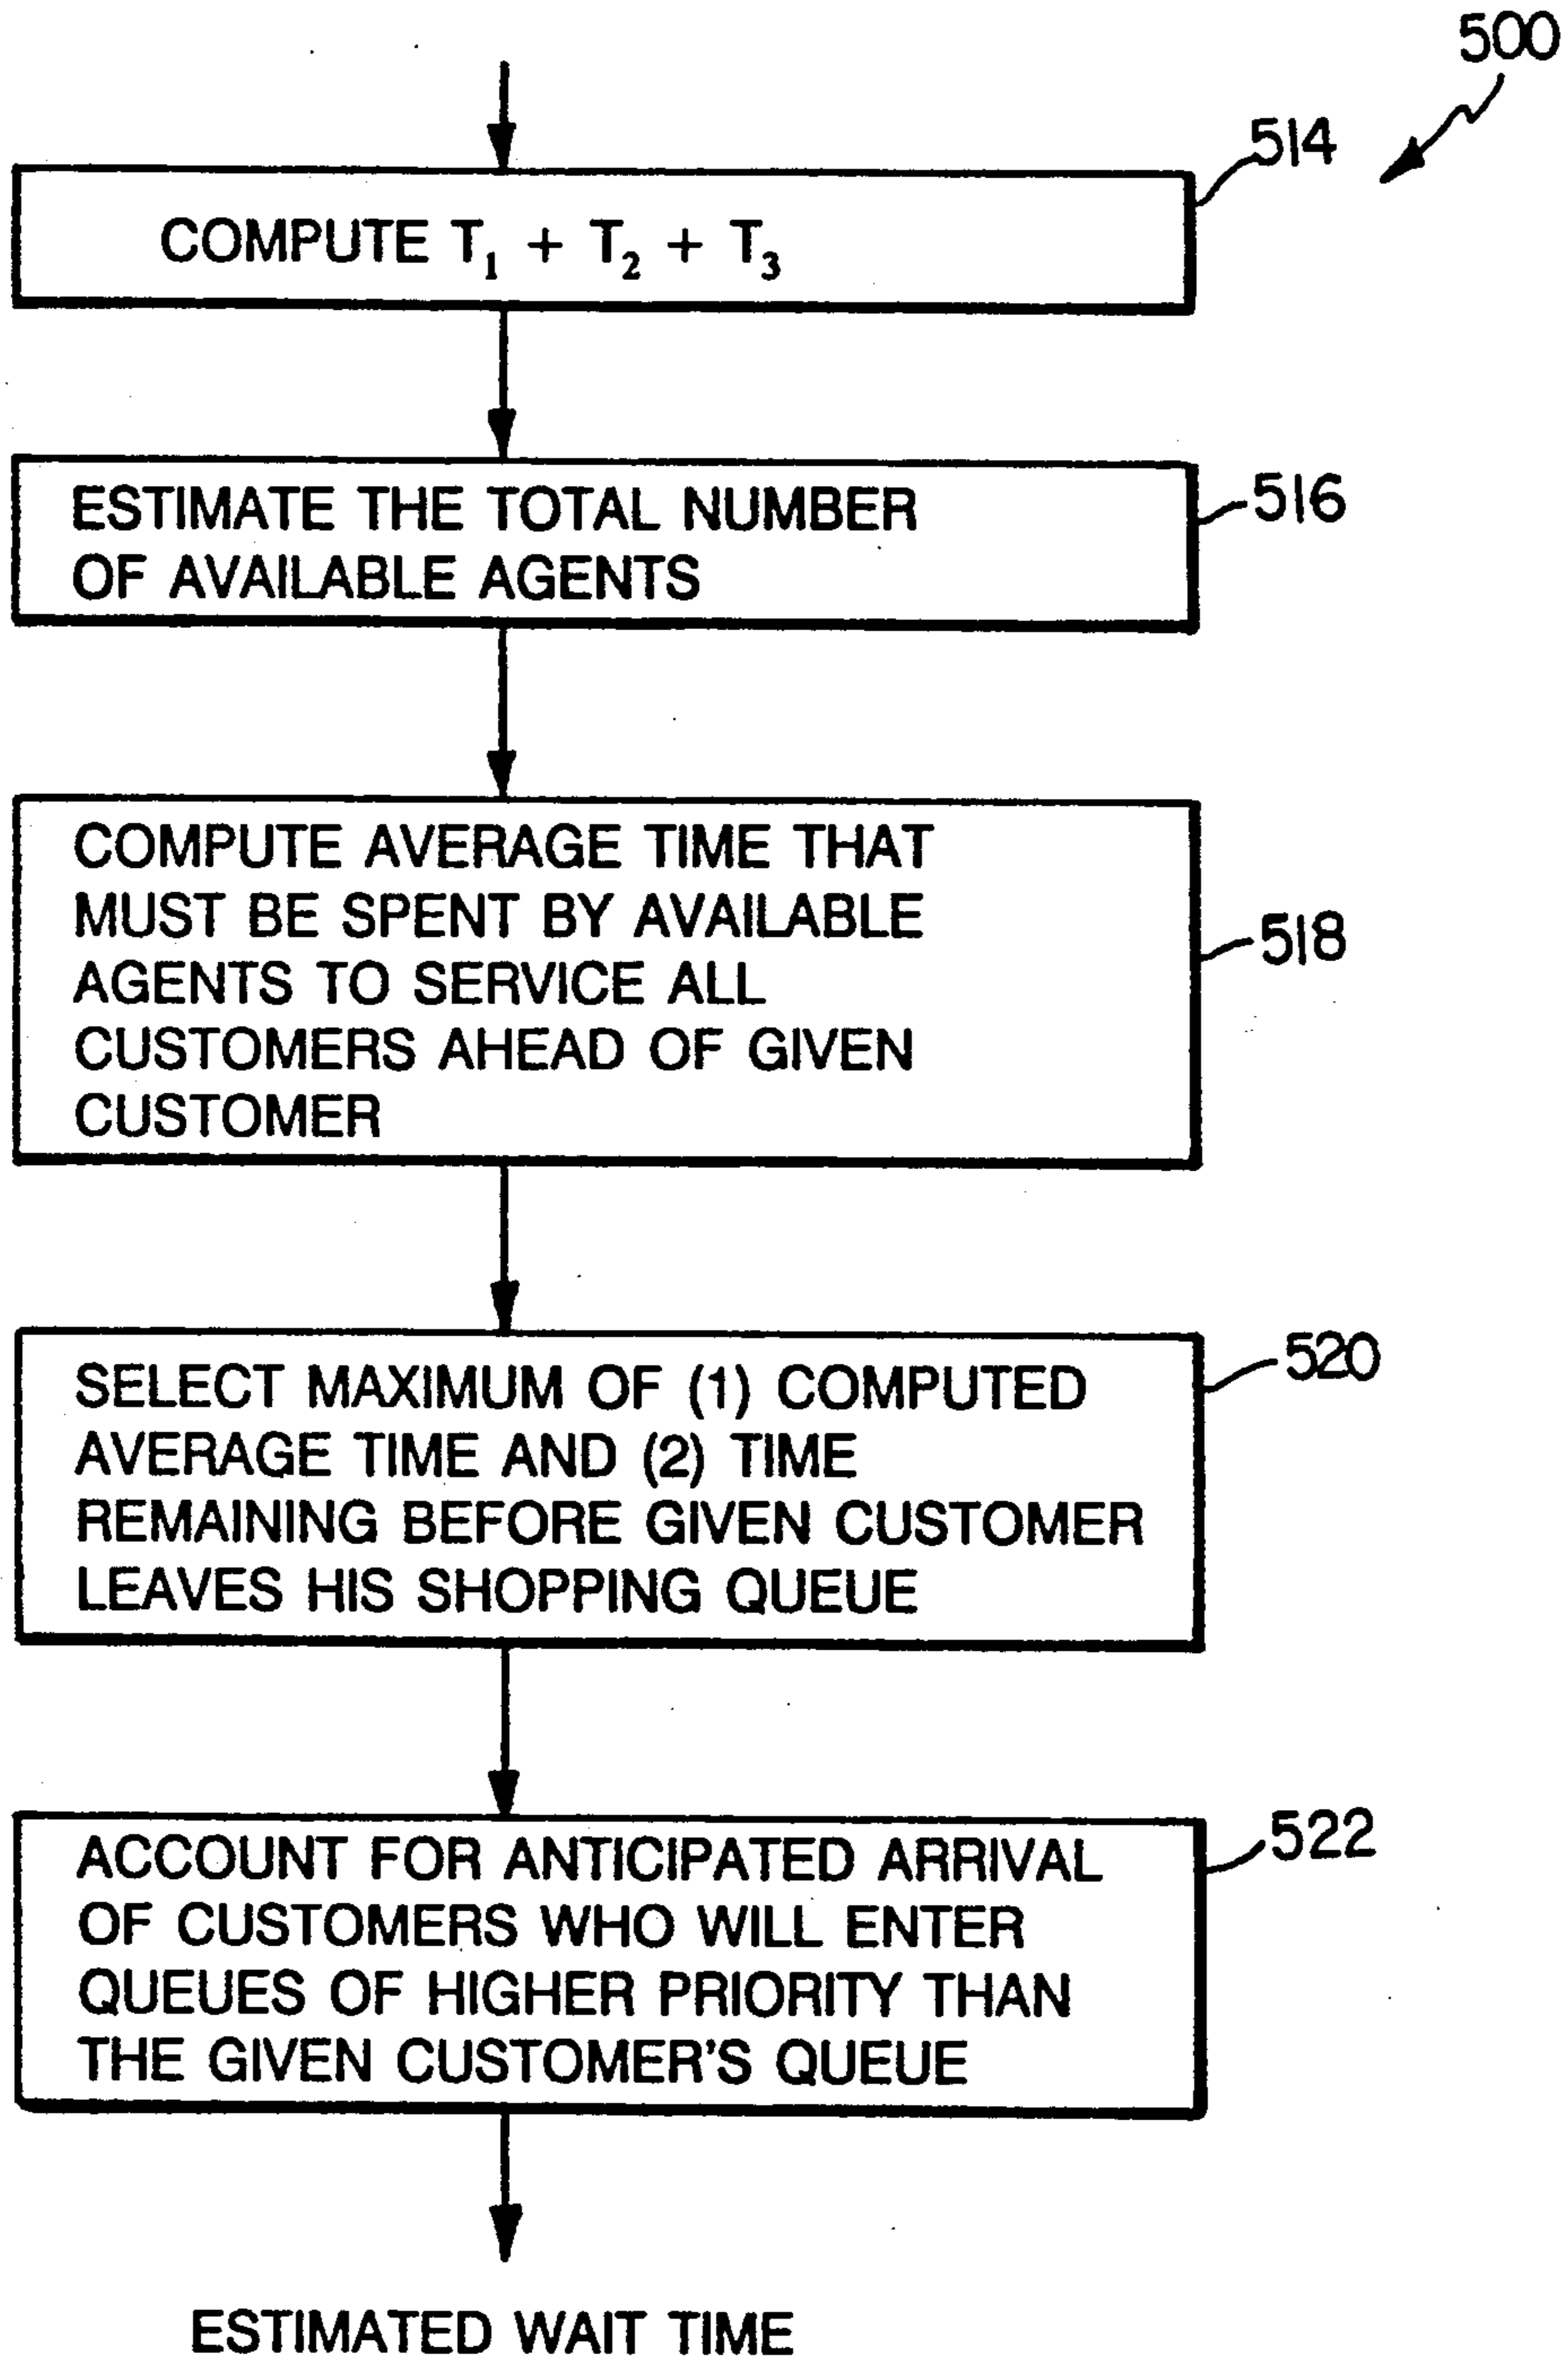 500
514
COMPUTE T₁ + T₂ + T₃
ESTIMATE THE TOTAL NUMBER
OF AVAILABLE AGENTS
516
COMPUTE AVERAGE TIME THAT
MUST BE SPENT BY AVAILABLE
AGENTS TO SERVICE ALL
CUSTOMERS AHEAD OF GIVEN
CUSTOMER
518
SELECT MAXIMUM OF (1) COMPUTED
AVERAGE TIME AND (2) TIME
REMAINING BEFORE GIVEN CUSTOMER
LEAVES HIS SHOPPING QUEUE
520
ACCOUNT FOR ANTICIPATED ARRIVAL
OF CUSTOMERS WHO WILL ENTER
QUEUES OF HIGHER PRIORITY THAN
THE GIVEN CUSTOMER'S QUEUE
522
ESTIMATED WAIT TIME